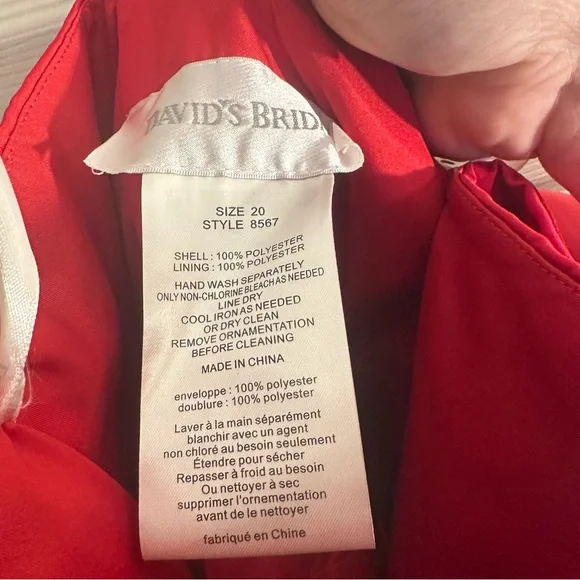 DAVID'S BRID
SIZE 20
STYLE 8567
SHELL : 100% POLYESTER
LINING : 100% POLYESTER
HAND WASH SEPARATELY
ONLY NON-CHLORINE BLEACH AS NEEDED
LINE DRY
COOL IRON AS NEEDED
OR DRY CLEAN
REMOVE ORNAMENTATION
BEFORE CLEANING
MADE IN CHINA
enveloppe : 100% polyester
doublure : 100% polyester
Laver à la main séparément
blanchir avec un agent
non chloré au besoin seulement
Étendre pour sécher
Repasser à froid au besoin
Ou nettoyer à sec
supprimer l'ornementation
avant de le nettoyer
fabriqué en Chine